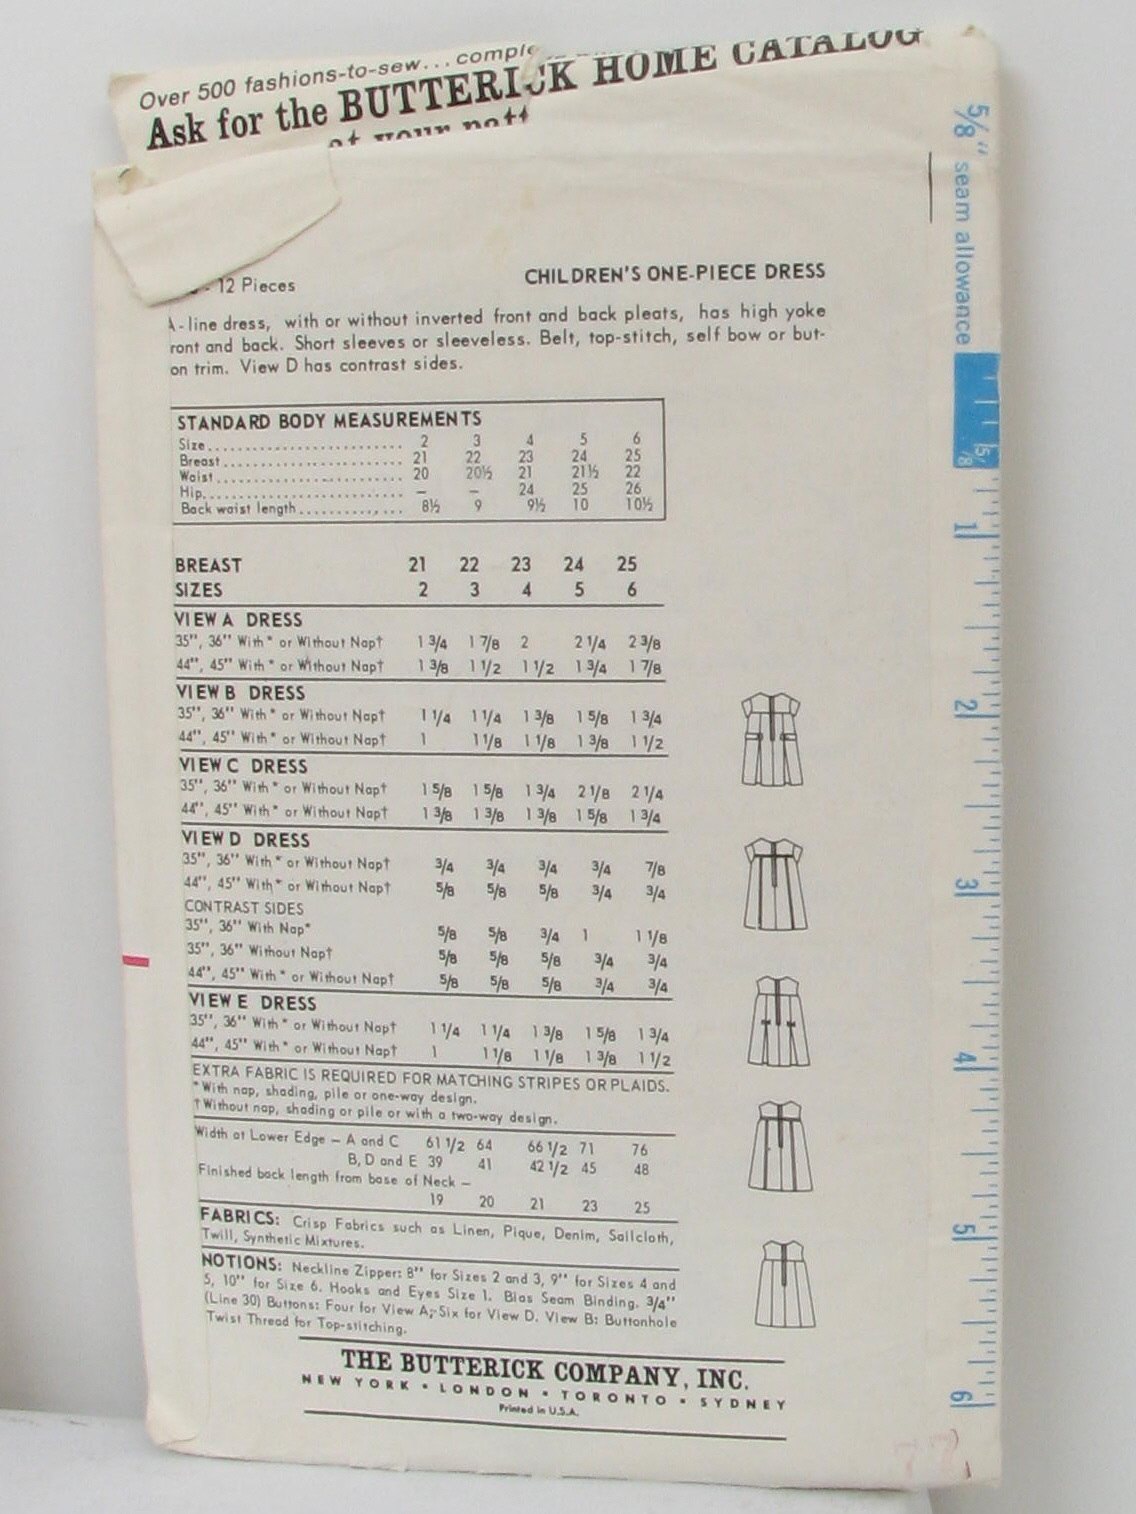 Over 500 fashions-to-sew...comple
Ask for the BUTTERICK HOME CATALOG
at your patt
5/8" seam allowance
- 12 Pieces
CHILDREN'S ONE-PIECE DRESS
A-line dress, with or without inverted front and back pleats, has high yoke
ront and back. Short sleeves or sleeveless. Belt, top-stitch, self bow or but-
on trim. View D has contrast sides.
STANDARD BODY MEASUREMENTS
Size 2 3 4 5 6
Breast 21 22 23 24 25
Waist 20 20½ 21 21½ 22
Hip - - 24 25 26
Back waist length 8½ 9 9½ 10 10½
BREAST 21 22 23 24 25
SIZES 2 3 4 5 6
VIEW A DRESS
35", 36" With* or Without Nap† 1 3/4 1 7/8 2 2 1/4 2 3/8
44", 45" With* or Without Nap† 1 3/8 1 1/2 1 1/2 1 3/4 1 7/8
VIEW B DRESS
35", 36" With* or Without Nap† 1 1/4 1 1/4 1 3/8 1 5/8 1 3/4
44", 45" With* or Without Nap† 1 1 1/8 1 1/8 1 3/8 1 1/2
VIEW C DRESS
35", 36" With* or Without Nap† 1 5/8 1 5/8 1 3/4 2 1/8 2 1/4
44", 45" With* or Without Nap† 1 3/8 1 3/8 1 3/8 1 5/8 1 3/4
VIEW D DRESS
35", 36" With* or Without Nap† 3/4 3/4 3/4 3/4 7/8
44", 45" With* or Without Nap† 5/8 5/8 5/8 3/4 3/4
CONTRAST SIDES
35", 36" With Nap* 5/8 5/8 3/4 1 1 1/8
35", 36" Without Nap† 5/8 5/8 5/8 3/4 3/4
44", 45" With* or Without Nap† 5/8 5/8 5/8 3/4 3/4
VIEW E DRESS
35", 36" With* or Without Nap† 1 1/4 1 1/4 1 3/8 1 5/8 1 3/4
44", 45" With* or Without Nap† 1 1 1/8 1 1/8 1 3/8 1 1/2
EXTRA FABRIC IS REQUIRED FOR MATCHING STRIPES OR PLAIDS.
*With nap, shading, pile or one-way design.
†Without nap, shading or pile or with a two-way design.
Width at Lower Edge - A and C 61 1/2 64 66 1/2 71 76
B, D and E 39 41 42 1/2 45 48
Finished back length from base of Neck -
19 20 21 23 25
FABRICS: Crisp Fabrics such as Linen, Pique, Denim, Sailcloth,
Twill, Synthetic Mixtures.
NOTIONS: Neckline Zipper: 8" for Sizes 2 and 3, 9" for Sizes 4 and
5, 10" for Size 6. Hooks and Eyes Size 1. Bias Seam Binding. 3/4"
(Line 30) Buttons: Four for View A; Six for View D. View B: Buttonhole
Twist Thread for Top-stitching.
THE BUTTERICK COMPANY, INC.
NEW YORK • LONDON • TORONTO • SYDNEY
Printed in U.S.A.
5/8
1
2
3
4
5
6